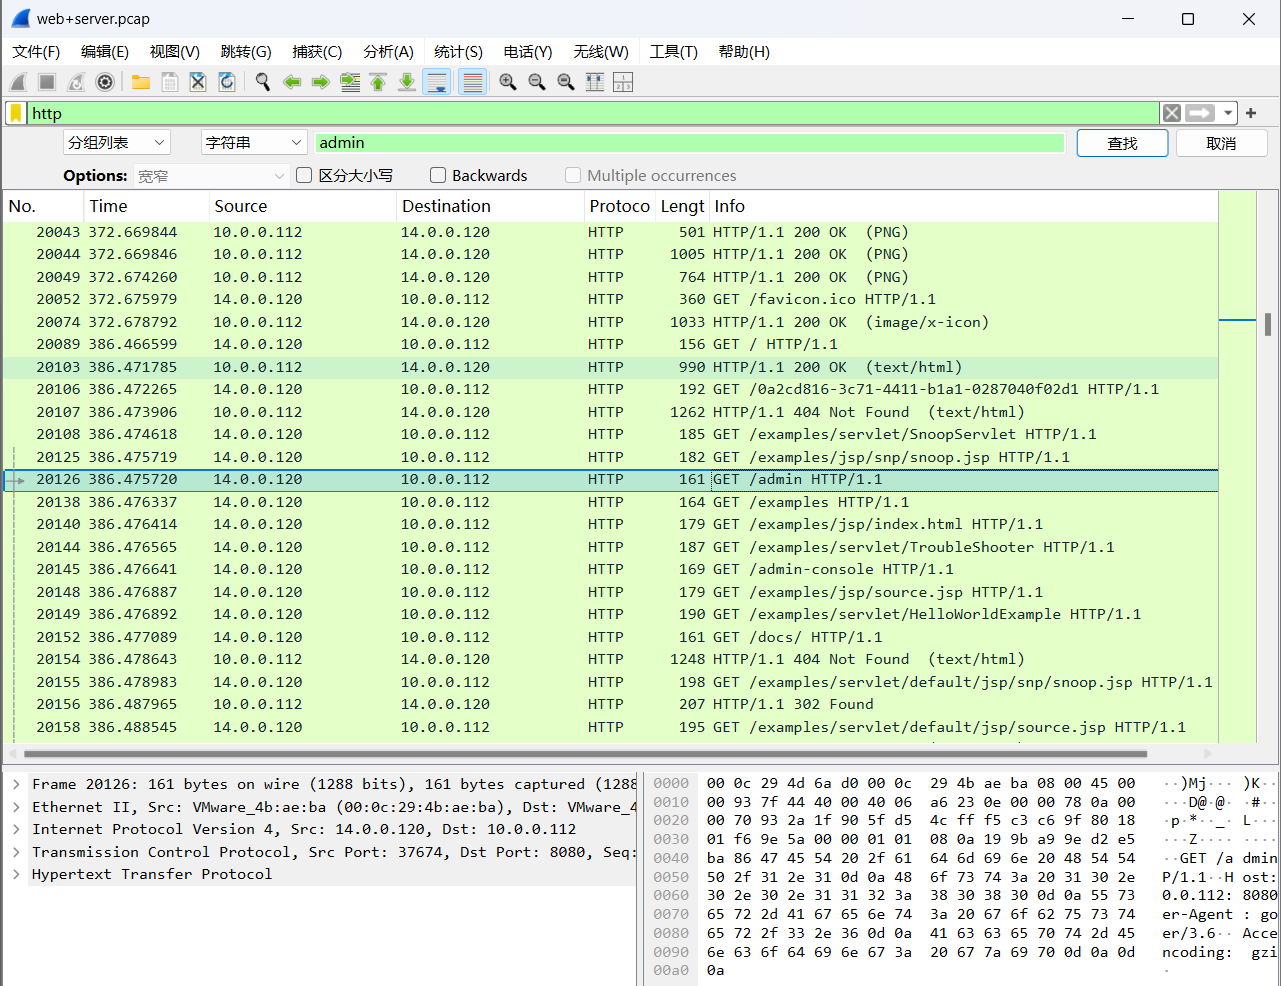 web+server.pcap
文件(F) 编辑(E) 视图(V) 跳转(G) 捕获(C) 分析(A) 统计(S) 电话(Y) 无线(W) 工具(T) 帮助(H)
http
分组列表 字符串 admin 查找 取消
Options: 宽窄 区分大小写 Backwards Multiple occurrences
No. Time Source Destination Protoco Lengt Info
20043 372.669844 10.0.0.112 14.0.0.120 HTTP 501 HTTP/1.1 200 OK (PNG)
20044 372.669846 10.0.0.112 14.0.0.120 HTTP 1005 HTTP/1.1 200 OK (PNG)
20049 372.674260 10.0.0.112 14.0.0.120 HTTP 764 HTTP/1.1 200 OK (PNG)
20052 372.675979 14.0.0.120 10.0.0.112 HTTP 360 GET /favicon.ico HTTP/1.1
20074 372.678792 10.0.0.112 14.0.0.120 HTTP 1033 HTTP/1.1 200 OK (image/x-icon)
20089 386.466599 14.0.0.120 10.0.0.112 HTTP 156 GET / HTTP/1.1
20103 386.471785 10.0.0.112 14.0.0.120 HTTP 990 HTTP/1.1 200 OK (text/html)
20106 386.472265 14.0.0.120 10.0.0.112 HTTP 192 GET /0a2cd816-3c71-4411-b1a1-0287040f02d1 HTTP/1.1
20107 386.473906 10.0.0.112 14.0.0.120 HTTP 1262 HTTP/1.1 404 Not Found (text/html)
20108 386.474618 14.0.0.120 10.0.0.112 HTTP 185 GET /examples/servlet/SnoopServlet HTTP/1.1
20125 386.475719 14.0.0.120 10.0.0.112 HTTP 182 GET /examples/jsp/snp/snoop.jsp HTTP/1.1
20126 386.475720 14.0.0.120 10.0.0.112 HTTP 161 GET /admin HTTP/1.1
20138 386.476337 14.0.0.120 10.0.0.112 HTTP 164 GET /examples HTTP/1.1
20140 386.476414 14.0.0.120 10.0.0.112 HTTP 179 GET /examples/jsp/index.html HTTP/1.1
20144 386.476565 14.0.0.120 10.0.0.112 HTTP 187 GET /examples/servlet/TroubleShooter HTTP/1.1
20145 386.476641 14.0.0.120 10.0.0.112 HTTP 169 GET /admin-console HTTP/1.1
20148 386.476887 14.0.0.120 10.0.0.112 HTTP 179 GET /examples/jsp/source.jsp HTTP/1.1
20149 386.476892 14.0.0.120 10.0.0.112 HTTP 190 GET /examples/servlet/HelloWorldExample HTTP/1.1
20152 386.477089 14.0.0.120 10.0.0.112 HTTP 161 GET /docs/ HTTP/1.1
20154 386.478643 10.0.0.112 14.0.0.120 HTTP 1248 HTTP/1.1 404 Not Found (text/html)
20155 386.478983 14.0.0.120 10.0.0.112 HTTP 198 GET /examples/servlet/default/jsp/snp/snoop.jsp HTTP/1.1
20156 386.487965 10.0.0.112 14.0.0.120 HTTP 207 HTTP/1.1 302 Found
20158 386.488545 14.0.0.120 10.0.0.112 HTTP 195 GET /examples/servlet/default/jsp/source.jsp HTTP/1.1
Frame 20126: 161 bytes on wire (1288 bits), 161 bytes captured (1288
Ethernet II, Src: VMware_4b:ae:ba (00:0c:29:4b:ae:ba), Dst: VMware_4
Internet Protocol Version 4, Src: 14.0.0.120, Dst: 10.0.0.112
Transmission Control Protocol, Src Port: 37674, Dst Port: 8080, Seq:
Hypertext Transfer Protocol
0000 00 0c 29 4d 6a d0 00 0c 29 4b ae ba 08 00 45 00 ··)Mj··· )K····
0010 00 93 7f 44 40 00 40 06 a6 23 0e 00 00 78 0a 00 ···D@·@· ·#····
0020 00 70 93 2a 1f 90 5f d5 4c ff f5 c3 c6 9f 80 18 ·p·*··_· L·····
0030 01 f6 9e 5a 00 00 01 01 08 0a 19 9b a9 9e d2 e5 ···Z···· ······
0040 ba 86 47 45 54 20 2f 61 64 6d 69 6e 20 48 54 54 ··GET /a dmin
0050 50 2f 31 2e 31 0d 0a 48 6f 73 74 3a 20 31 30 2e P/1.1··H ost:
0060 30 2e 30 2e 31 31 32 3a 38 30 38 30 0d 0a 55 73 0.0.112: 8080
0070 65 72 2d 41 67 65 6e 74 3a 20 67 6f 62 75 73 74 er-Agent : go
0080 65 72 2f 33 2e 36 0d 0a 41 63 63 65 70 74 2d 45 er/3.6·· Acce
0090 6e 63 6f 64 69 6e 67 3a 20 67 7a 69 70 0d 0a 0d ncoding: gzi
00a0 0a ·